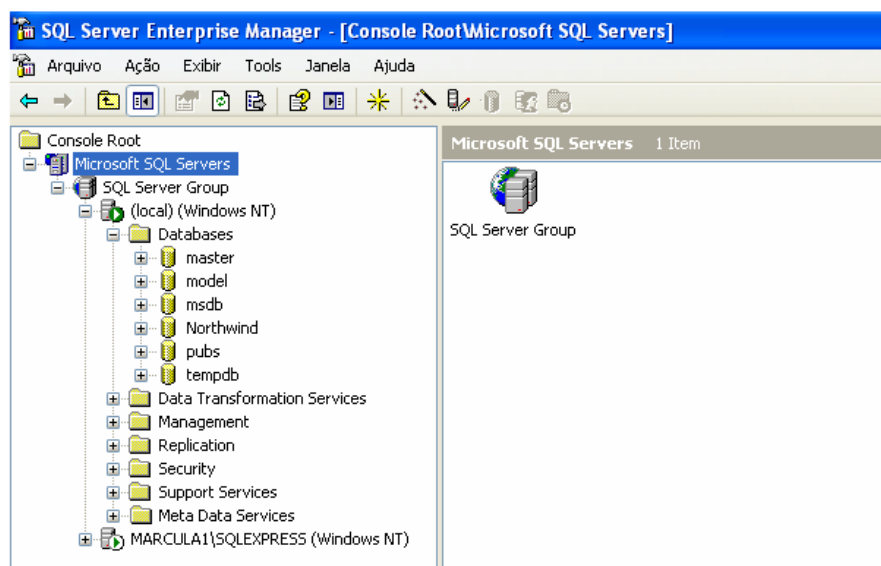 SQL Server Enterprise Manager - [Console Root\Microsoft SQL Servers]
Arquivo Ação Exibir Tools Janela Ajuda
Console Root
Microsoft SQL Servers
SQL Server Group
(local) (Windows NT)
Databases
master
model
msdb
Northwind
pubs
tempdb
Data Transformation Services
Management
Replication
Security
Support Services
Meta Data Services
MARCULA1\SQLEXPRESS (Windows NT)
Microsoft SQL Servers 1 Item
SQL Server Group